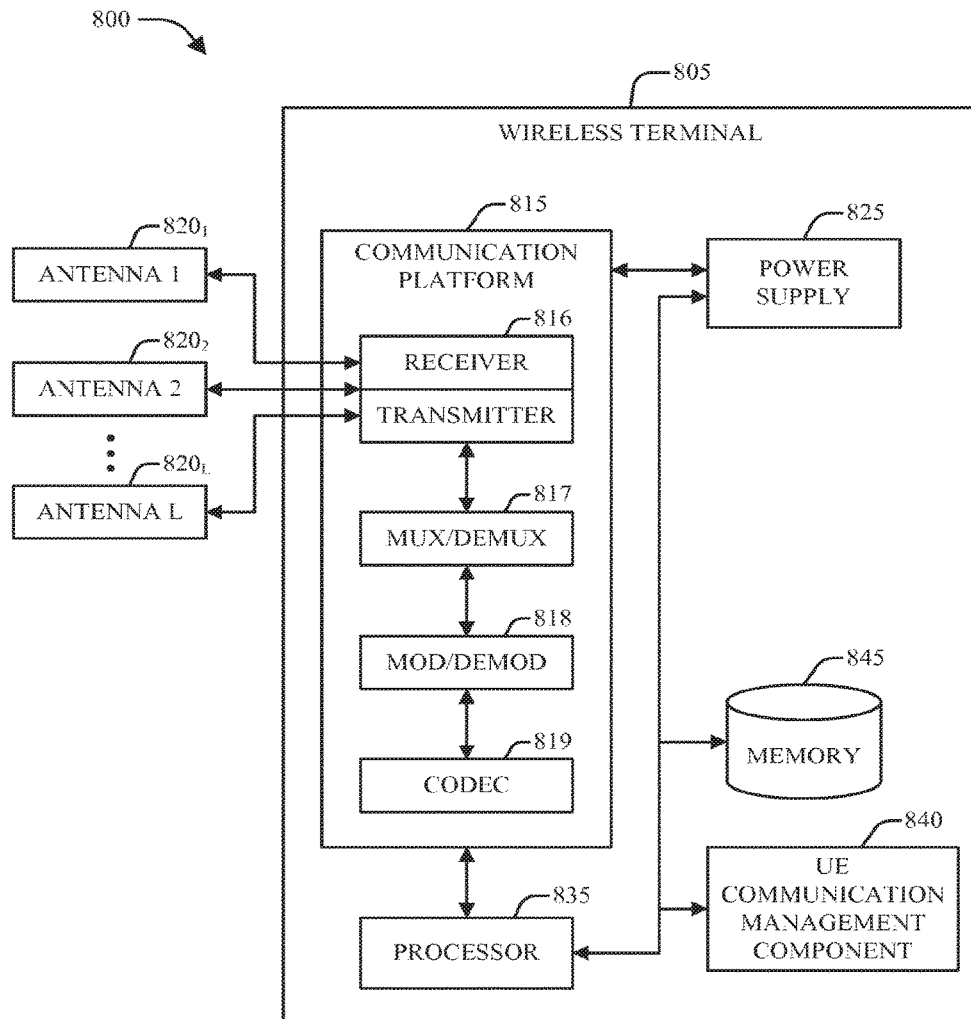 800
805
WIRELESS TERMINAL
815
COMMUNICATION
PLATFORM
820₁
ANTENNA 1
825
POWER
SUPPLY
816
RECEIVER
820₂
ANTENNA 2
TRANSMITTER
820L
ANTENNA L
817
MUX/DEMUX
818
MOD/DEMOD
845
MEMORY
819
CODEC
840
UE
COMMUNICATION
MANAGEMENT
COMPONENT
835
PROCESSOR